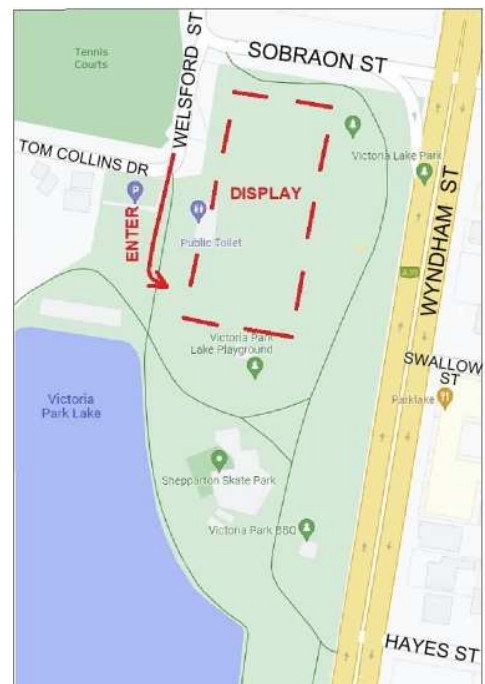 Tennis
Courts
WELSFORD ST
SOBRAON ST
TOM COLLINS DR
Victoria Lake Park
WYNDHAM ST
DISPLAY
ENTER
P
Public Toilet
A39
Victoria Park
Lake Playground
SWALLOW
ST
Parklake
Victoria
Park Lake
Shepparton Skate Park
Victoria Park BBQ
HAYES ST